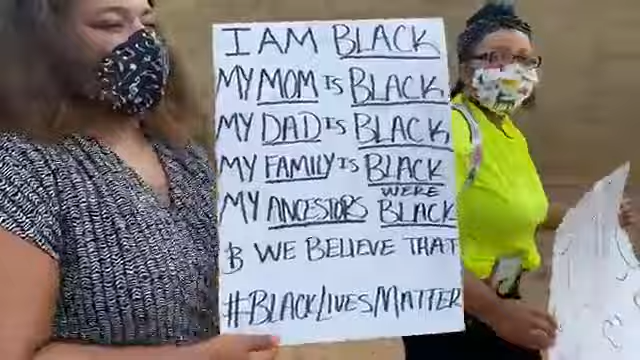 I AM BLACK
MY MOM IS BLACK
MY DAD IS BLACK
MY FAMILY IS BLACK
MY ANCESTORS WERE BLACK
& WE BELIEVE THAT
#BLACKLIVESMATTER